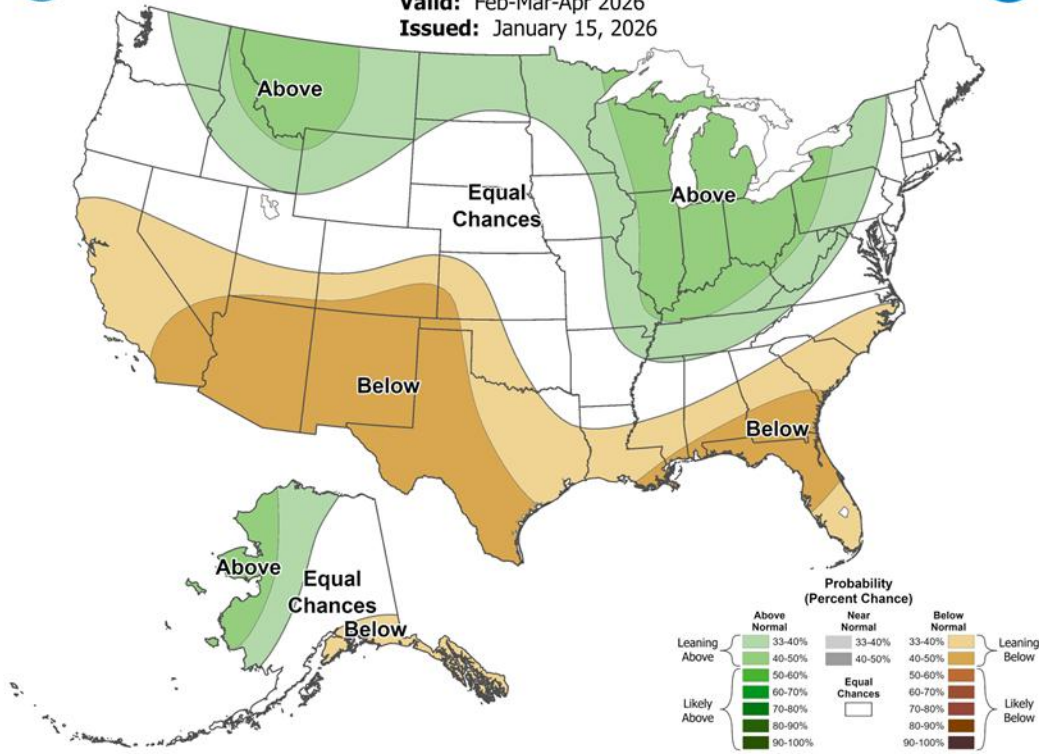 Valid: Feb-Mar-Apr 2026
Issued: January 15, 2026
Above
Equal
Chances
Above
Below
Below
Above
Equal
Chances
Below
Probability
(Percent Chance)
Above
Normal
Near
Normal
Below
Normal
Leaning
Above
33-40%
40-50%
50-60%
60-70%
70-80%
80-90%
90-100%
Likely
Above
33-40%
40-50%
Equal
Chances
33-40%
40-50%
50-60%
60-70%
70-80%
80-90%
90-100%
Leaning
Below
Likely
Below